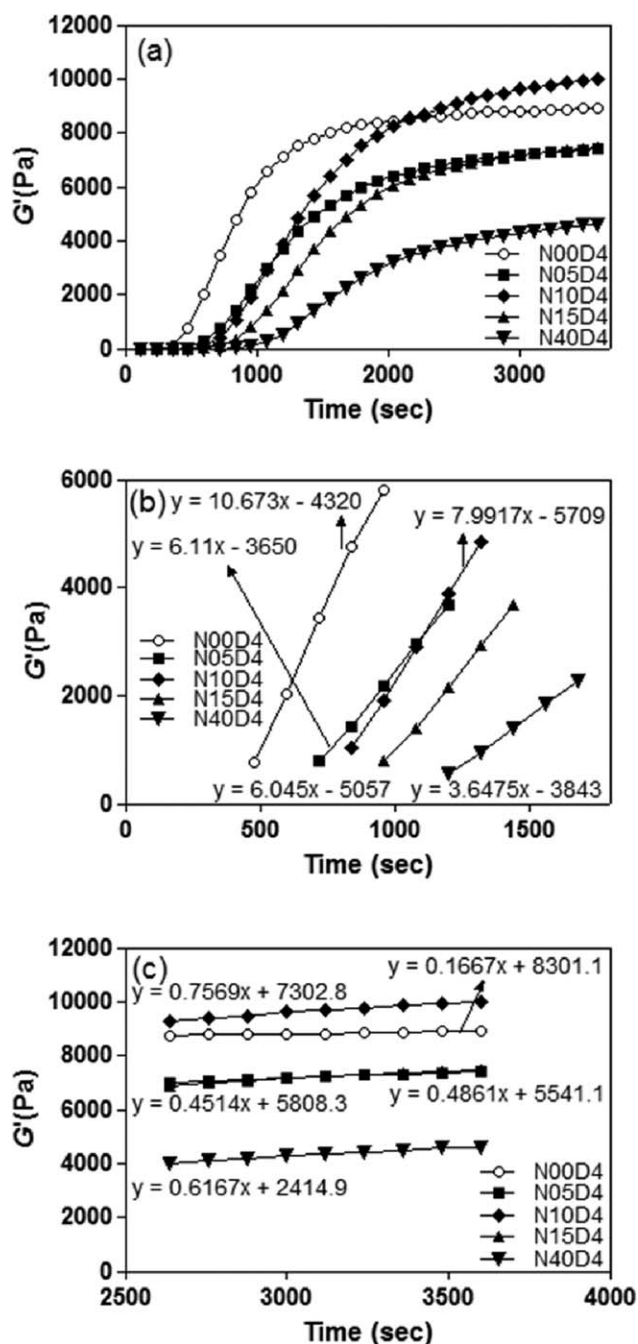 (a)
12000
10000
8000
6000
4000
2000
0
G'(Pa)
N00D4
N05D4
N10D4
N15D4
N40D4
0 1000 2000 3000
Time (sec)
(b)
6000
4000
2000
0
G'(Pa)
y = 10.673x - 4320
y = 7.9917x - 5709
y = 6.11x - 3650
N00D4
N05D4
N10D4
N15D4
N40D4
y = 6.045x - 5057
y = 3.6475x - 3843
0 500 1000 1500
Time (sec)
(c)
12000
10000
8000
6000
4000
2000
0
G'(Pa)
y = 0.1667x + 8301.1
y = 0.7569x + 7302.8
y = 0.4514x + 5808.3
y = 0.4861x + 5541.1
y = 0.6167x + 2414.9
N00D4
N05D4
N10D4
N15D4
N40D4
2500 3000 3500 4000
Time (sec)